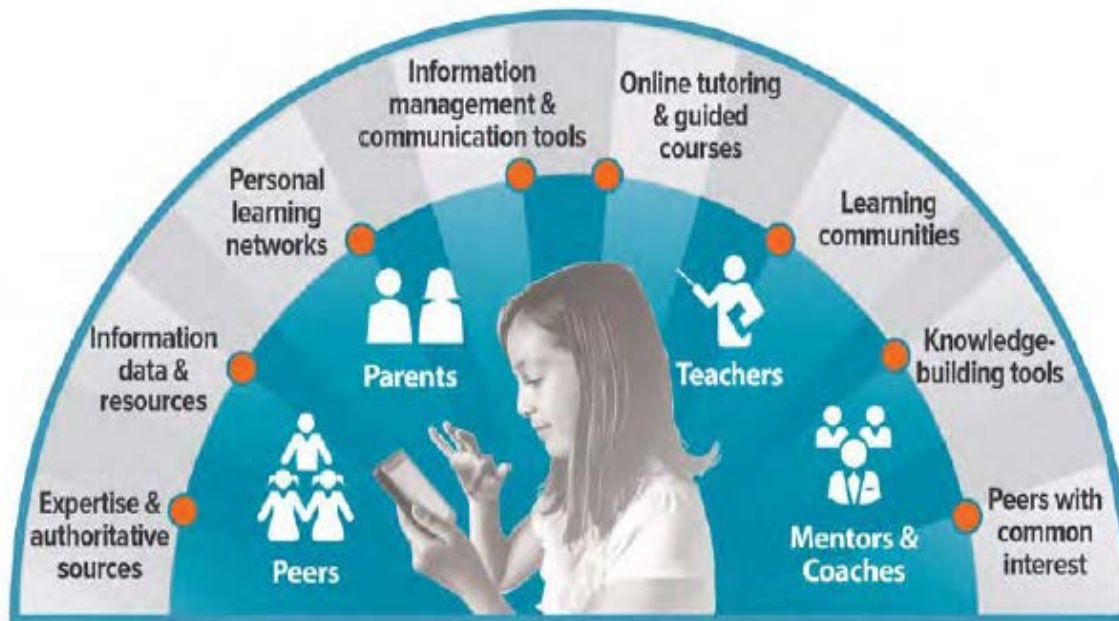 Information
management &
communication tools
Online tutoring
& guided
courses
Personal
learning
networks
Learning
communities
Information
data &
resources
Knowledge-
building tools
Expertise &
authoritative
sources
Peers with
common
interest
Parents
Teachers
Peers
Mentors &
Coaches